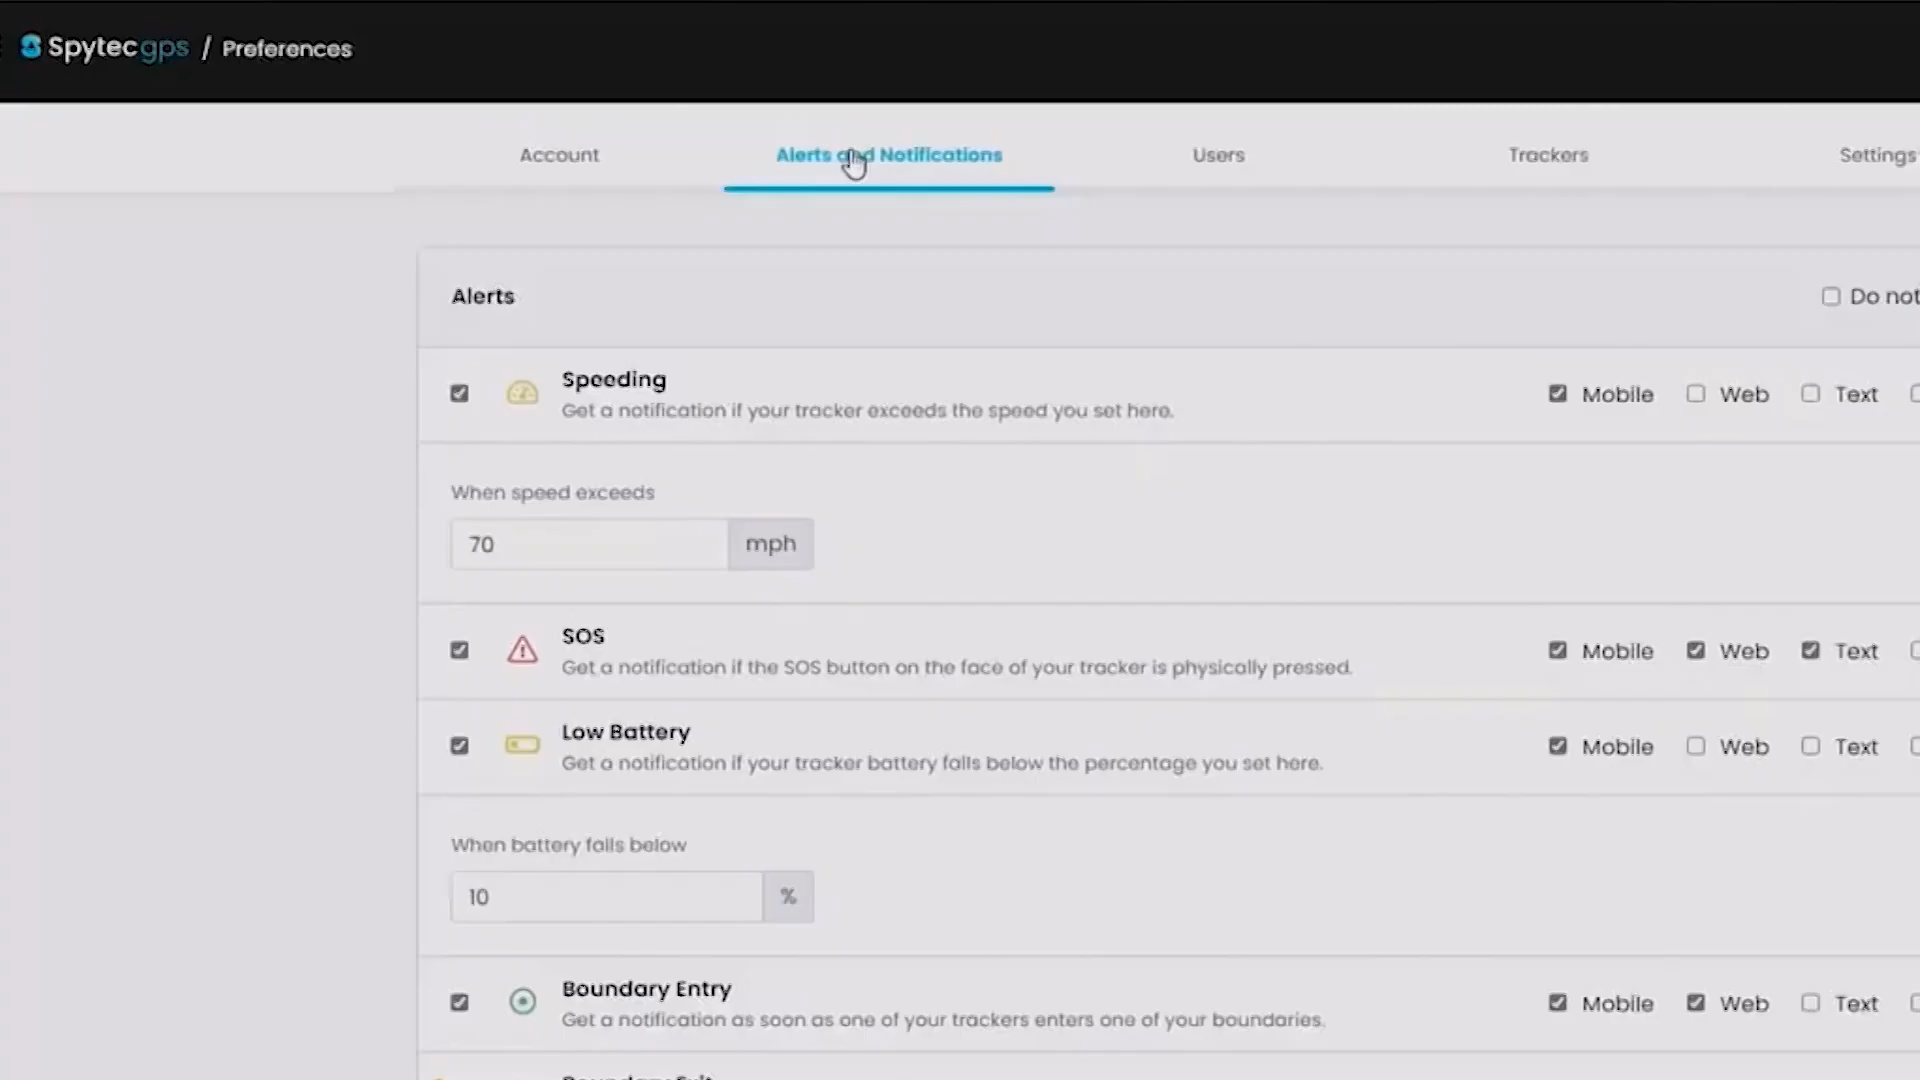 Spytec gps / Preferences
Account Alerts and Notifications Users Trackers Settings
Alerts Do not
Speeding
Get a notification if your tracker exceeds the speed you set here.
Mobile Web Text
When speed exceeds
70 mph
SOS
Get a notification if the SOS button on the face of your tracker is physically pressed.
Mobile Web Text
Low Battery
Get a notification if your tracker battery falls below the percentage you set here.
Mobile Web Text
When battery falls below
10 %
Boundary Entry
Get a notification as soon as one of your trackers enters one of your boundaries.
Mobile Web Text